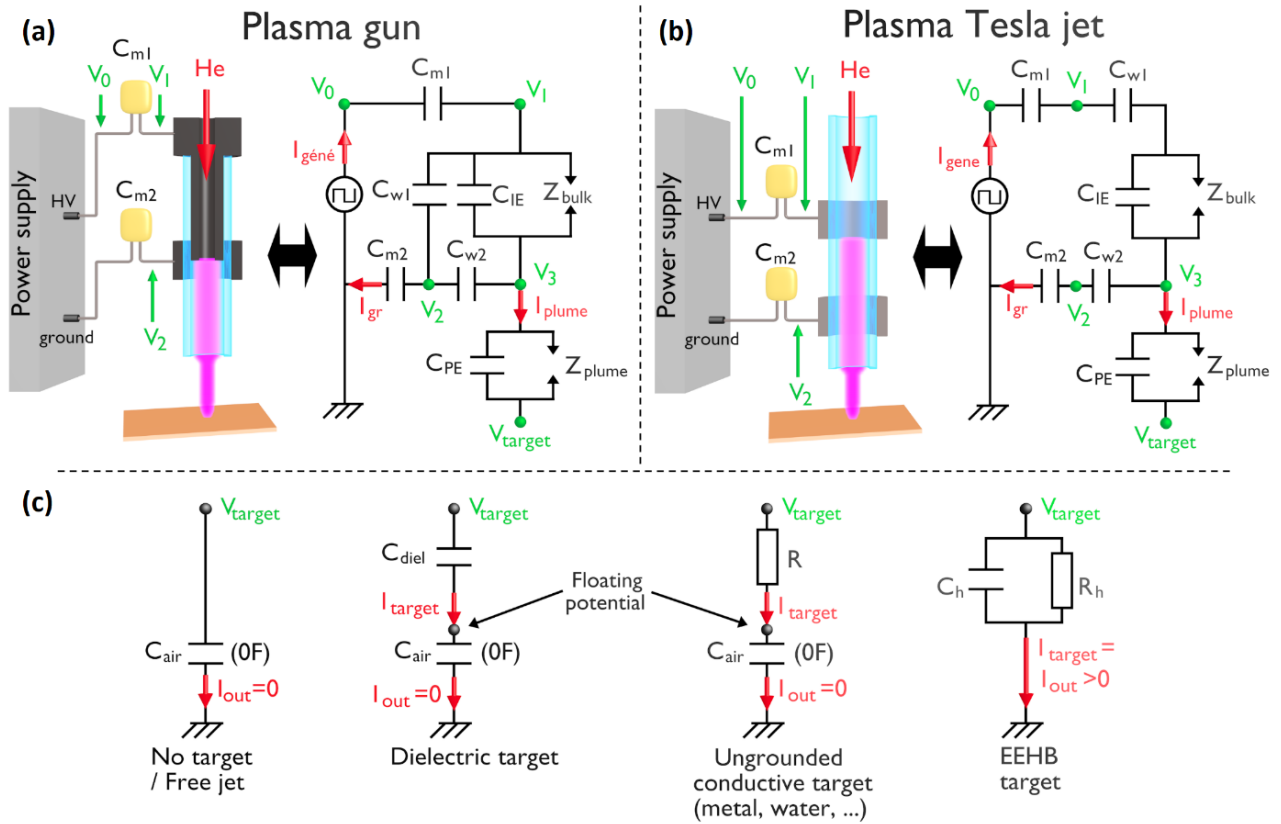 (a)
Plasma gun
Cm1
V0
V1
He
Power supply
HV
Cm2
ground
V2
V0
Cm1
V1
Igéné
Cw1
CIE
Zbulk
Cm2
Cw2
Igr
V2
V3
Iplume
CPE
Zplume
Vtarget
(b)
Plasma Tesla jet
V0
V1
He
Power supply
Cm1
HV
Cm2
ground
V2
V0
Cm1
V1
Cw1
Igene
CIE
Zbulk
Cm2
Cw2
Igr
V2
V3
Iplume
CPE
Zplume
Vtarget
(c)
Vtarget
Cair (0F)
Iout=0
No target
/ Free jet
Vtarget
Cdiel
Itarget
Cair (0F)
Iout=0
Dielectric target
Floating
potential
Vtarget
R
Itarget
Cair (0F)
Iout=0
Ungrounded
conductive target
(metal, water, ...)
Vtarget
Ch
Rh
Itarget=
Iout>0
EEHB
target